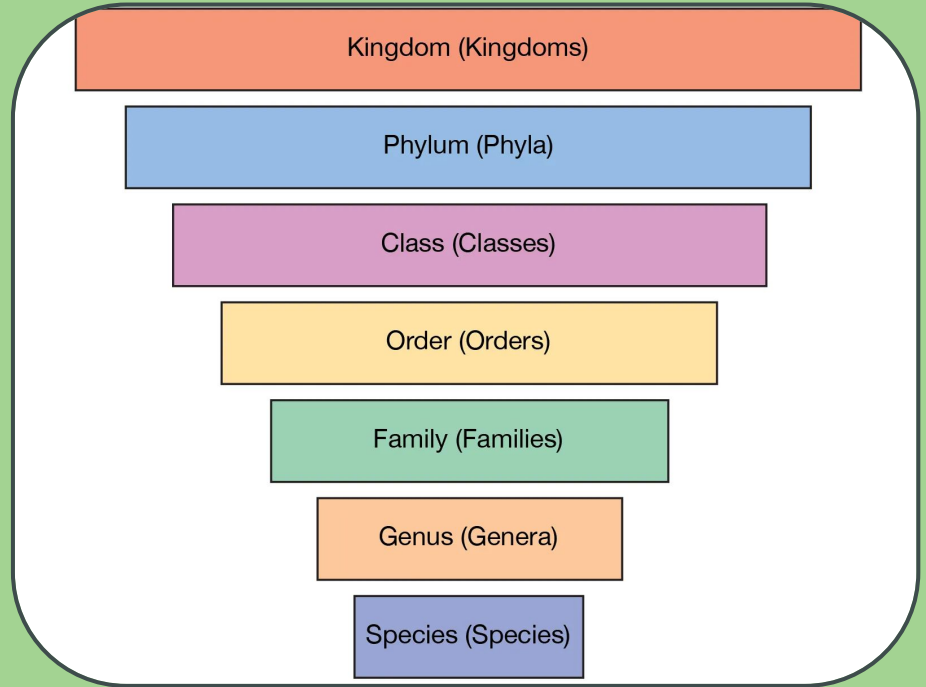 Kingdom (Kingdoms)
Phylum (Phyla)
Class (Classes)
Order (Orders)
Family (Families)
Genus (Genera)
Species (Species)